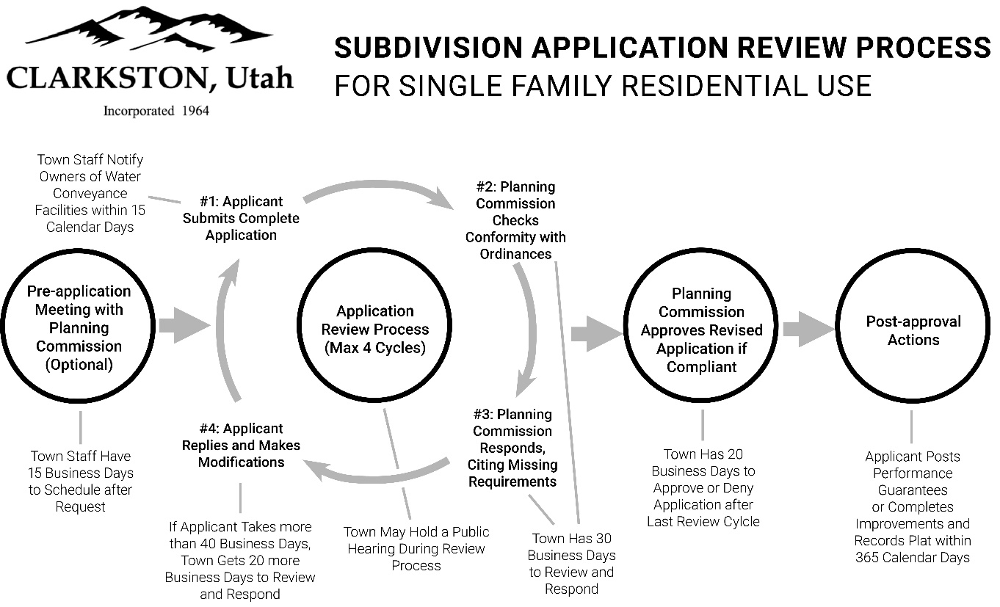 CLARKSTON, Utah
Incorporated 1964
SUBDIVISION APPLICATION REVIEW PROCESS
FOR SINGLE FAMILY RESIDENTIAL USE
Town Staff Notify
Owners of Water
Conveyance
Facilities within 15
Calendar Days
#1: Applicant
Submits Complete
Application
#2: Planning
Commission
Checks
Conformity with
Ordinances
Pre-application
Meeting with
Planning
Commission
(Optional)
Application
Review Process
(Max 4 Cycles)
Planning
Commission
Approves Revised
Application if
Compliant
Post-approval
Actions
#4: Applicant
Replies and Makes
Modifications
#3: Planning
Commission
Responds,
Citing Missing
Requirements
Town Staff Have
15 Business Days
to Schedule after
Request
If Applicant Takes more
than 40 Business Days,
Town Gets 20 more
Business Days to Review
and Respond
Town May Hold a Public
Hearing During Review
Process
Town Has 30
Business Days
to Review and
Respond
Town Has 20
Business Days to
Approve or Deny
Application after
Last Review Cylcle
Applicant Posts
Performance
Guarantees
or Completes
Improvements and
Records Plat within
365 Calendar Days